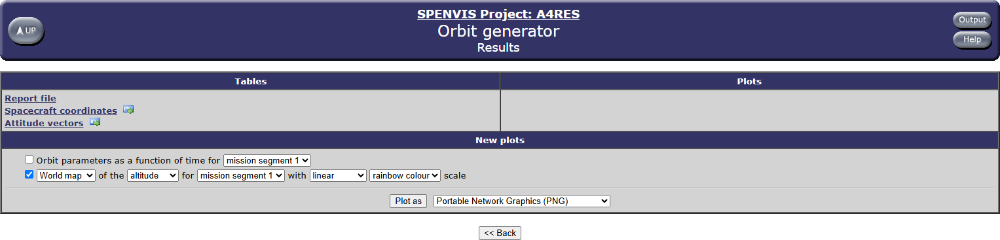 SPENVIS Project: A4RES
UP
Orbit generator
Results
Output
Help
Tables
Plots
Report file
Spacecraft coordinates
Attitude vectors
New plots
Orbit parameters as a function of time for mission segment 1
World map of the altitude for mission segment 1 with linear rainbow colour scale
Plot as Portable Network Graphics (PNG)
<< Back